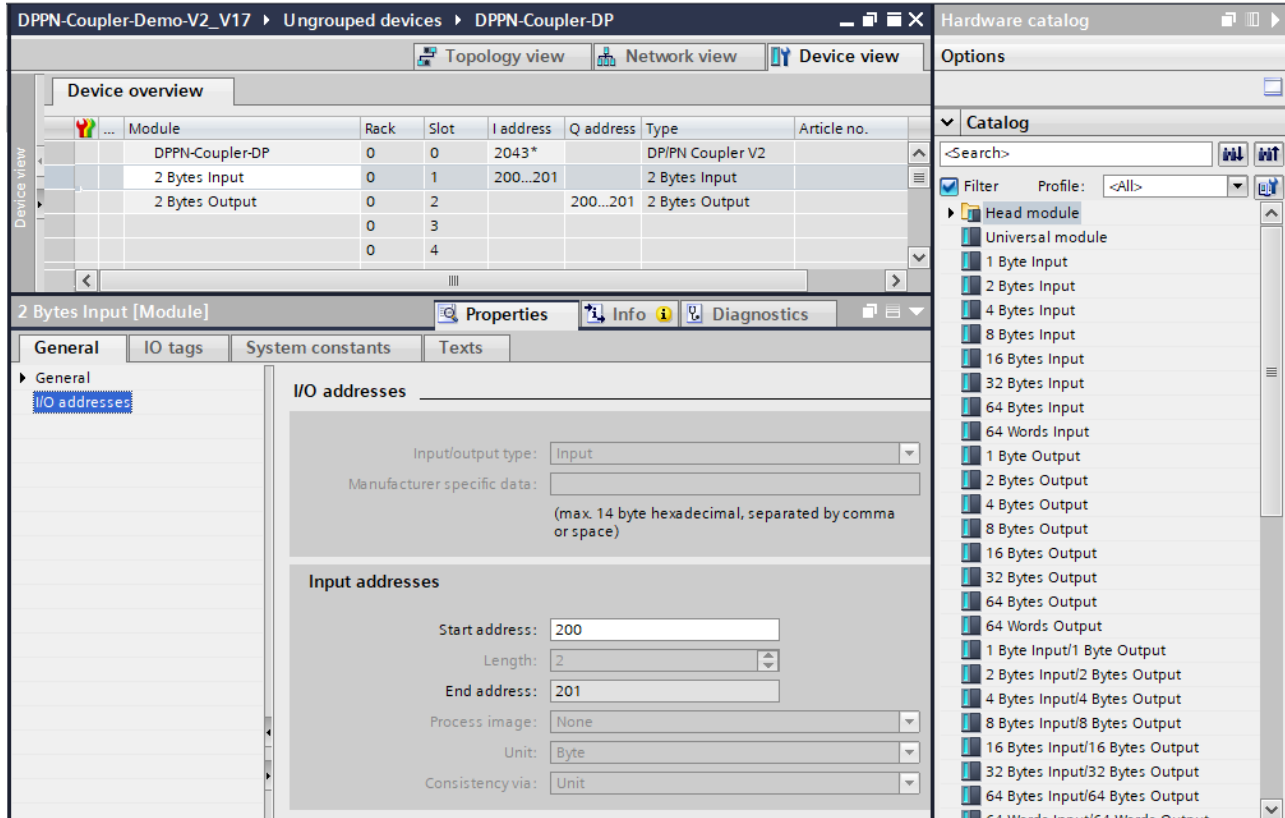 DPPN-Coupler-Demo-V2_V17 ▸ Ungrouped devices ▸ DPPN-Coupler-DP
Topology view Network view Device view
Device overview
Device view
... Module Rack Slot I address Q address Type Article no.
DPPN-Coupler-DP 0 0 2043* DP/PN Coupler V2
2 Bytes Input 0 1 200...201 2 Bytes Input
2 Bytes Output 0 2 200...201 2 Bytes Output
0 3
0 4
2 Bytes Input [Module]
Properties Info Diagnostics
General IO tags System constants Texts
General
I/O addresses
I/O addresses
Input/output type: Input
Manufacturer specific data:
(max. 14 byte hexadecimal, separated by comma
or space)
Input addresses
Start address: 200
Length: 2
End address: 201
Process image: None
Unit: Byte
Consistency via: Unit
Hardware catalog
Options
Catalog
<Search>
Filter Profile: <All>
Head module
Universal module
1 Byte Input
2 Bytes Input
4 Bytes Input
8 Bytes Input
16 Bytes Input
32 Bytes Input
64 Bytes Input
64 Words Input
1 Byte Output
2 Bytes Output
4 Bytes Output
8 Bytes Output
16 Bytes Output
32 Bytes Output
64 Bytes Output
64 Words Output
1 Byte Input/1 Byte Output
2 Bytes Input/2 Bytes Output
4 Bytes Input/4 Bytes Output
8 Bytes Input/8 Bytes Output
16 Bytes Input/16 Bytes Output
32 Bytes Input/32 Bytes Output
64 Bytes Input/64 Bytes Output
64 Words Input/64 Words Output